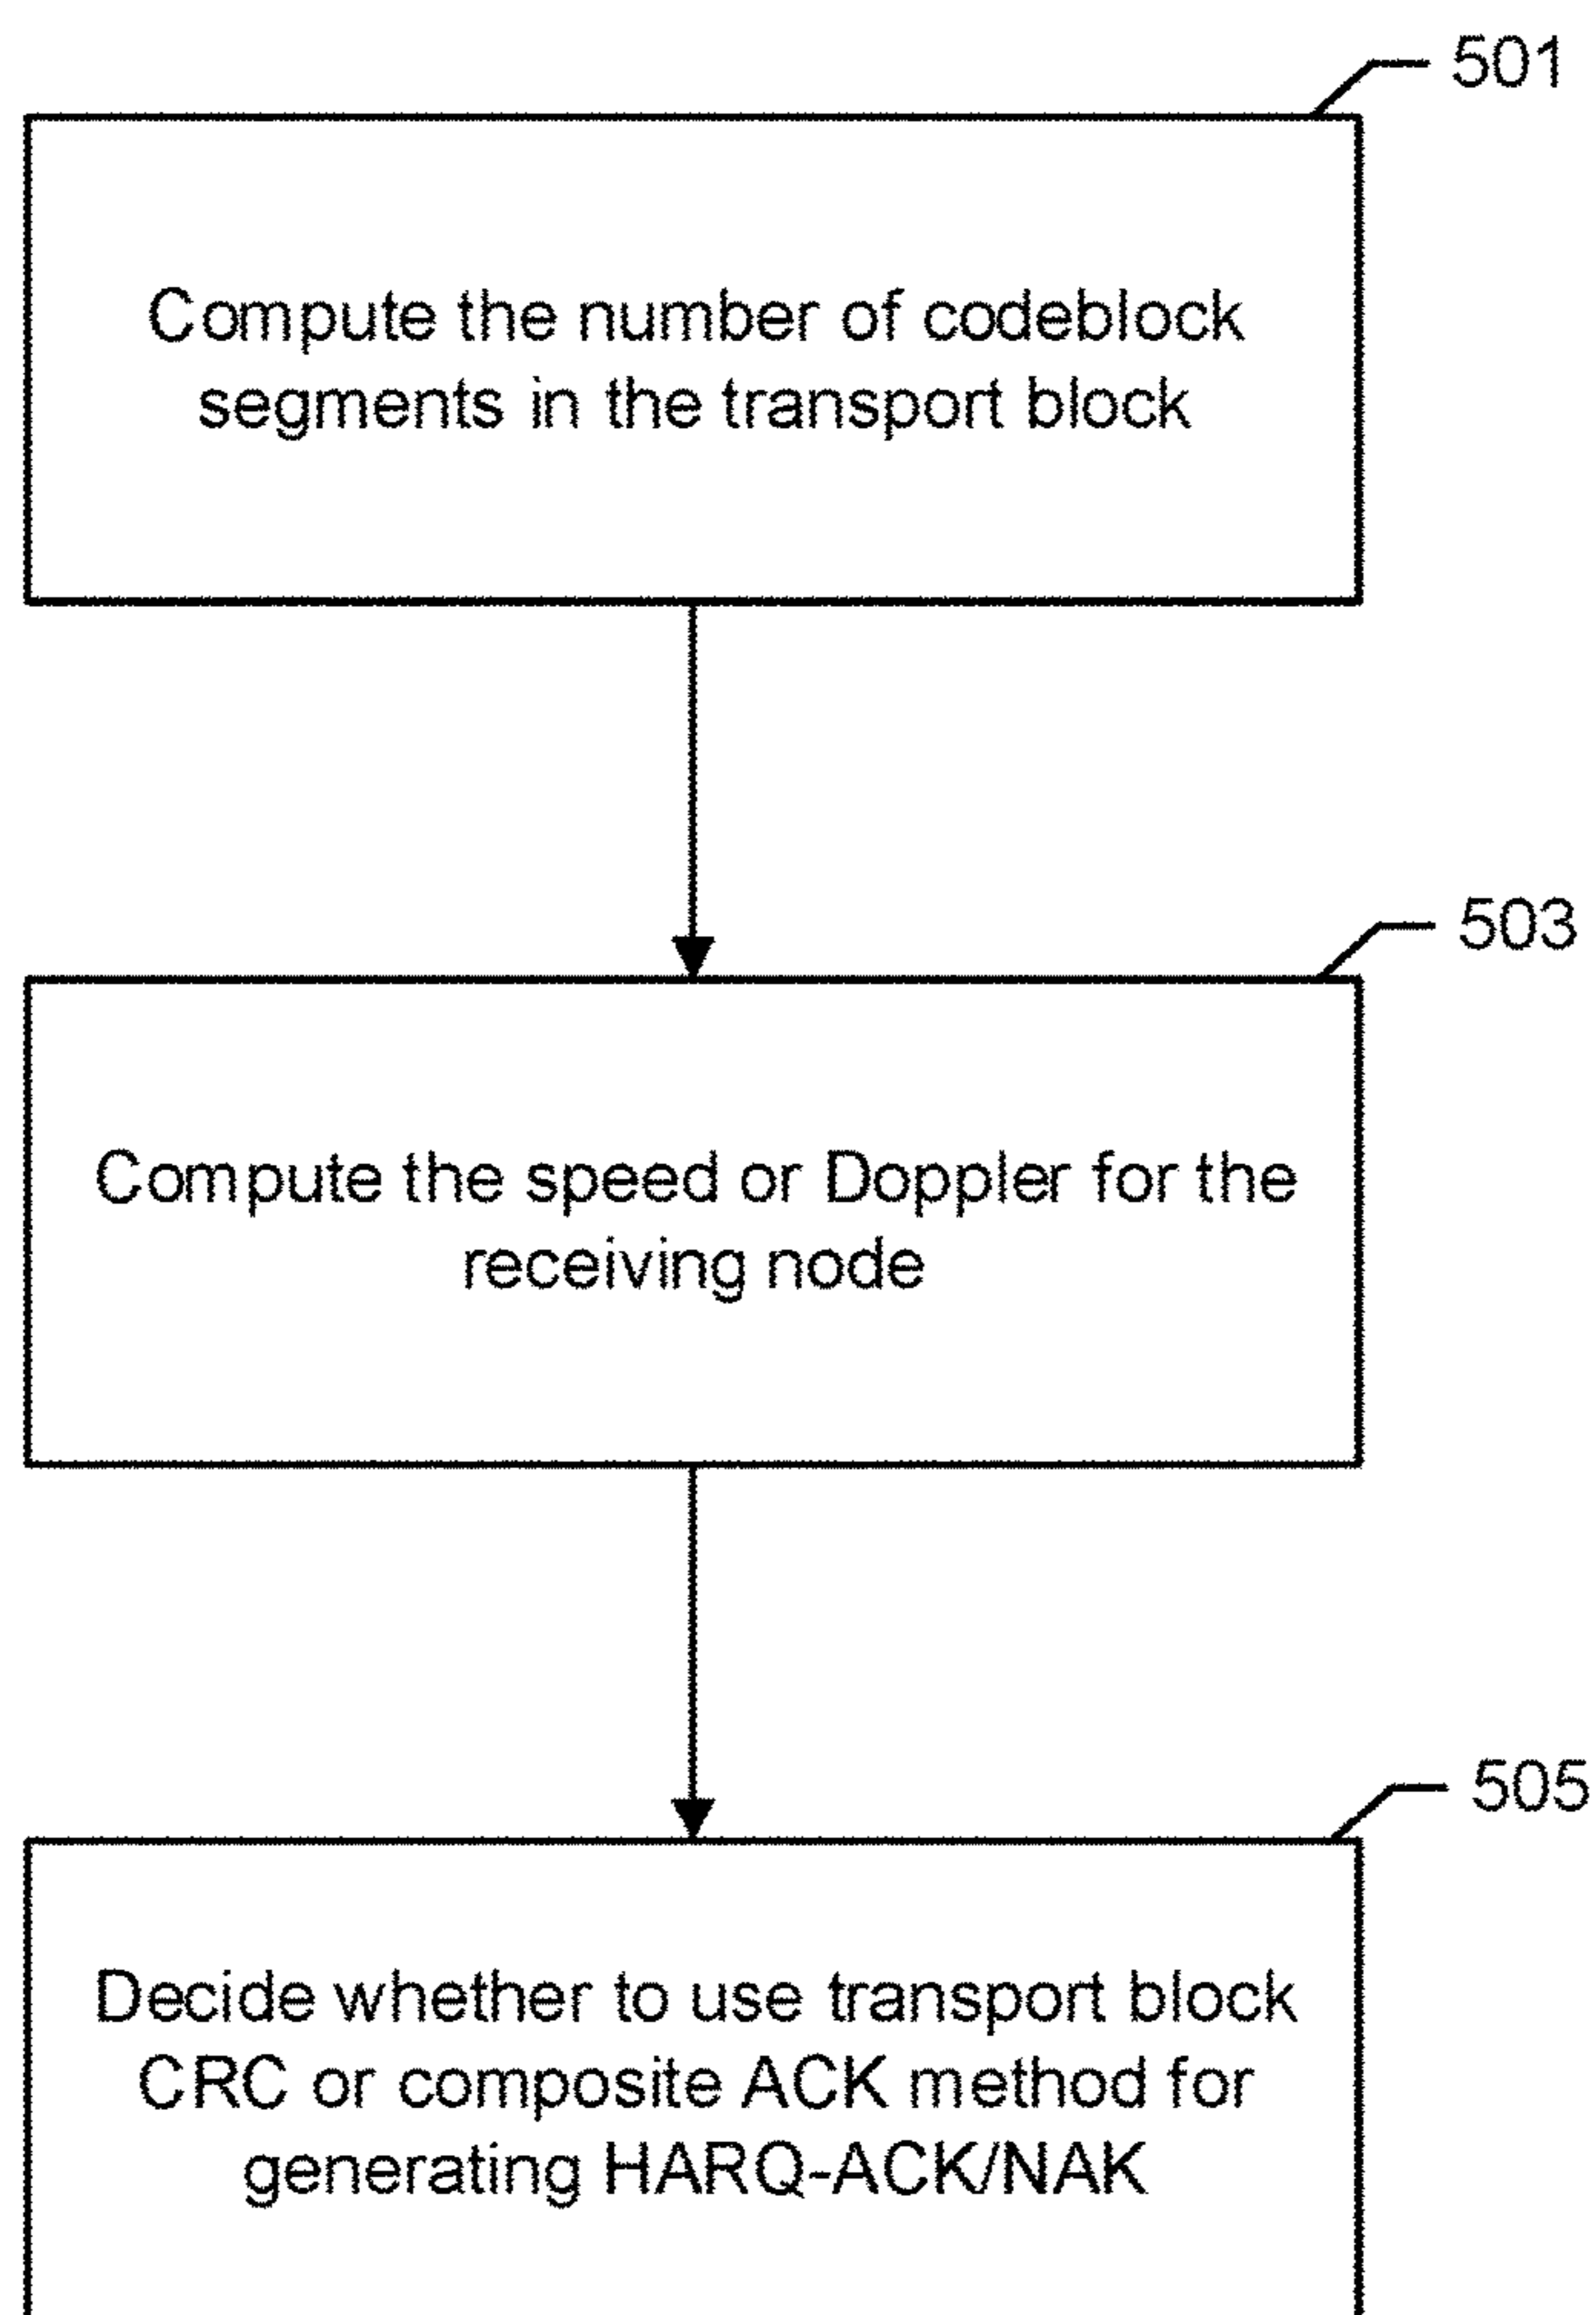 501
Compute the number of codeblock
segments in the transport block
503
Compute the speed or Doppler for the
receiving node
505
Decide whether to use transport block
CRC or composite ACK method for
generating HARQ-ACK/NAK